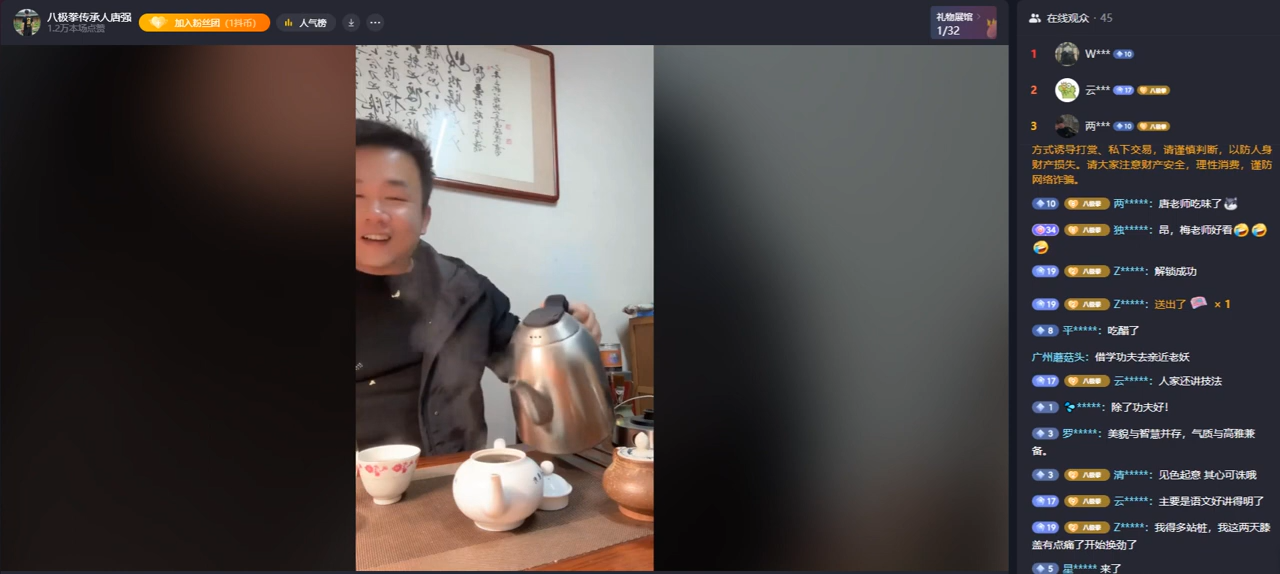 八极拳传承人唐强
1.2万本场点赞
加入粉丝团（1抖币）
人气榜
礼物展馆
1/32
在线观众 · 45
1 W*** 10
2 云*** 17 八极拳
3 两*** 10 八极拳
方式诱导打赏、私下交易，请谨慎判断，以防人身
财产损失。请大家注意财产安全，理性消费，谨防
网络诈骗。
10 八极拳 两*****：唐老师吃味了
34 八极拳 独*****：昂，梅老师好看
19 八极拳 Z*****：解锁成功
19 八极拳 Z*****：送出了 × 1
8 平*****：吃醋了
广州蘑菇头：借学功夫去亲近老妖
17 八极拳 云*****：人家还讲技法
1 *****：除了功夫好！
3 罗*****：美貌与智慧并存，气质与高雅兼
备。
3 八极拳 清*****：见色起意 其心可诛哦
17 八极拳 云*****：主要是语文好讲得明了
19 八极拳 Z*****：我得多站桩，我这两天膝
盖有点痛了开始换劲了
5 星***** 来了